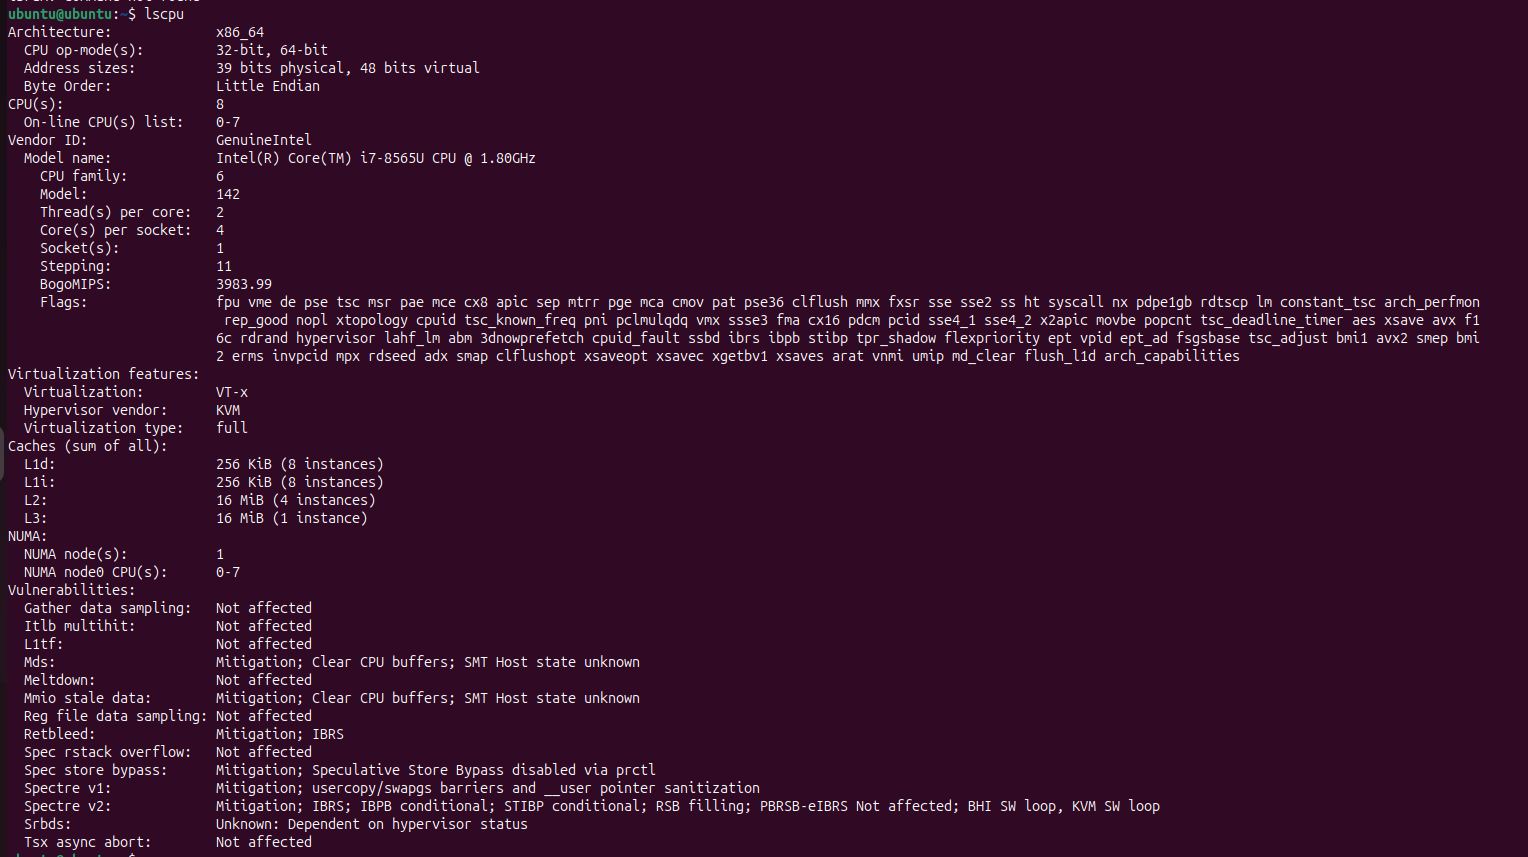 ubuntu@ubuntu:~$ lscpu
Architecture: x86_64
CPU op-mode(s): 32-bit, 64-bit
Address sizes: 39 bits physical, 48 bits virtual
Byte Order: Little Endian
CPU(s): 8
On-line CPU(s) list: 0-7
Vendor ID: GenuineIntel
Model name: Intel(R) Core(TM) i7-8565U CPU @ 1.80GHz
CPU family: 6
Model: 142
Thread(s) per core: 2
Core(s) per socket: 4
Socket(s): 1
Stepping: 11
BogoMIPS: 3983.99
Flags: fpu vme de pse tsc msr pae mce cx8 apic sep mtrr pge mca cmov pat pse36 clflush mmx fxsr sse sse2 ss ht syscall nx pdpe1gb rdtscp lm constant_tsc arch_perfmon
rep_good nopl xtopology cpuid tsc_known_freq pni pclmulqdq vmx ssse3 fma cx16 pdcm pcid sse4_1 sse4_2 x2apic movbe popcnt tsc_deadline_timer aes xsave avx f1
6c rdrand hypervisor lahf_lm abm 3dnowprefetch cpuid_fault ssbd ibrs ibpb stibp tpr_shadow flexpriority ept vpid ept_ad fsgsbase tsc_adjust bmi1 avx2 smep bmi
2 erms invpcid mpx rdseed adx smap clflushopt xsaveopt xsavec xgetbv1 xsaves arat vnmi umip md_clear flush_l1d arch_capabilities
Virtualization features:
Virtualization: VT-x
Hypervisor vendor: KVM
Virtualization type: full
Caches (sum of all):
L1d: 256 KiB (8 instances)
L1i: 256 KiB (8 instances)
L2: 16 MiB (4 instances)
L3: 16 MiB (1 instance)
NUMA:
NUMA node(s): 1
NUMA node0 CPU(s): 0-7
Vulnerabilities:
Gather data sampling: Not affected
Itlb multihit: Not affected
L1tf: Not affected
Mds: Mitigation; Clear CPU buffers; SMT Host state unknown
Meltdown: Not affected
Mmio stale data: Mitigation; Clear CPU buffers; SMT Host state unknown
Reg file data sampling: Not affected
Retbleed: Mitigation; IBRS
Spec rstack overflow: Not affected
Spec store bypass: Mitigation; Speculative Store Bypass disabled via prctl
Spectre v1: Mitigation; usercopy/swapgs barriers and __user pointer sanitization
Spectre v2: Mitigation; IBRS; IBPB conditional; STIBP conditional; RSB filling; PBRSB-eIBRS Not affected; BHI SW loop, KVM SW loop
Srbds: Unknown: Dependent on hypervisor status
Tsx async abort: Not affected